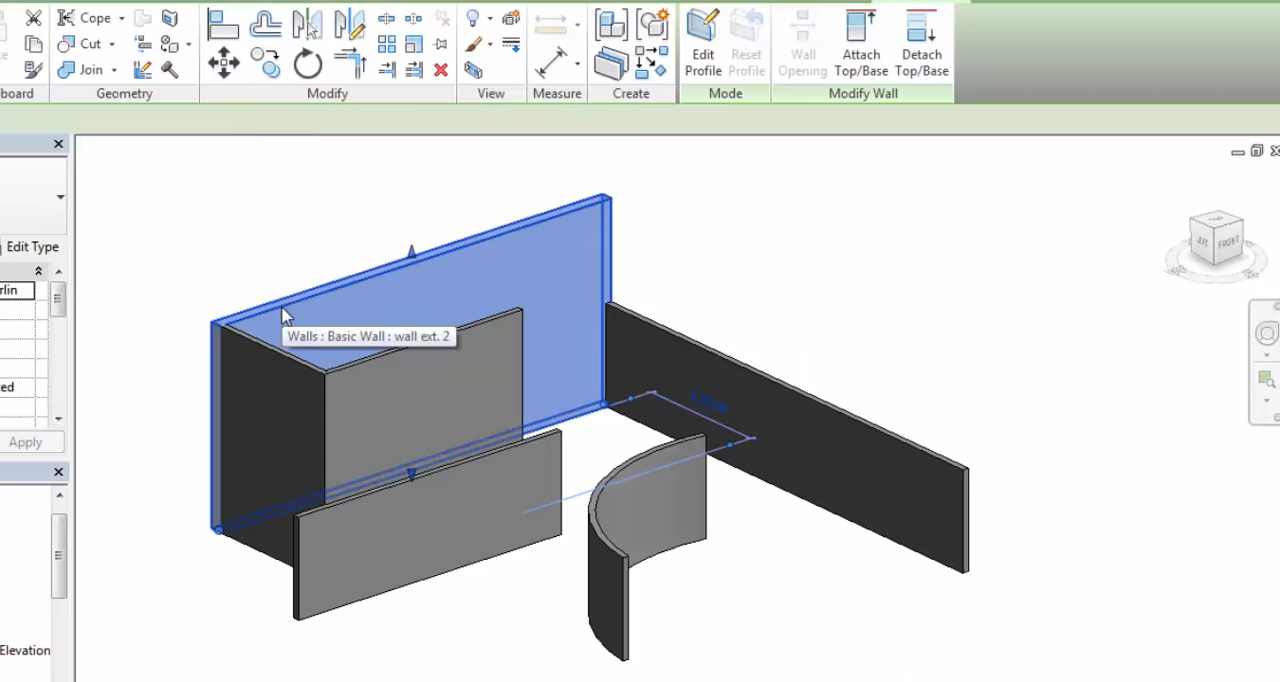 Cope
Cut
Join
board
Geometry
Modify
View
Measure
Create
Edit
Profile
Reset
Profile
Mode
Wall
Opening
Attach
Top/Base
Detach
Top/Base
Modify Wall
Edit Type
rlin
ed
Apply
Elevation
Walls : Basic Wall : wall ext. 2
FRONT